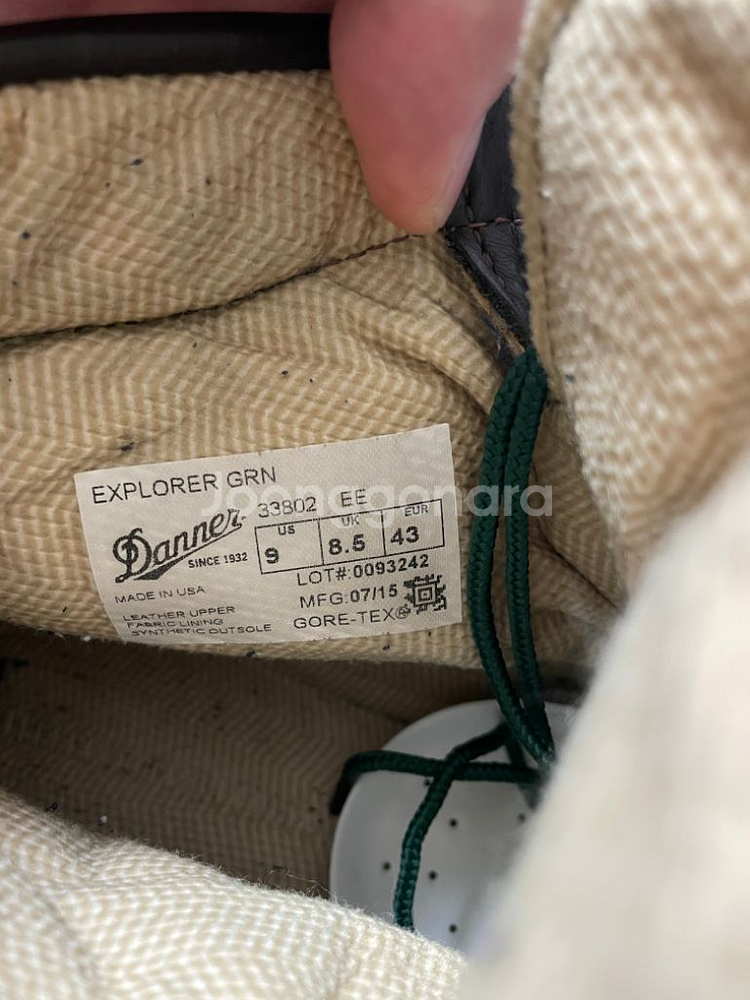 EXPLORER GRN
33802 EE
Danner
SINCE 1932
US UK EUR
9 8.5 43
LOT#:0093242
MADE IN USA
MFG:07/15
LEATHER UPPER
FABRIC LINING
SYNTHETIC OUTSOLE
GORE-TEX®
Joonggonara